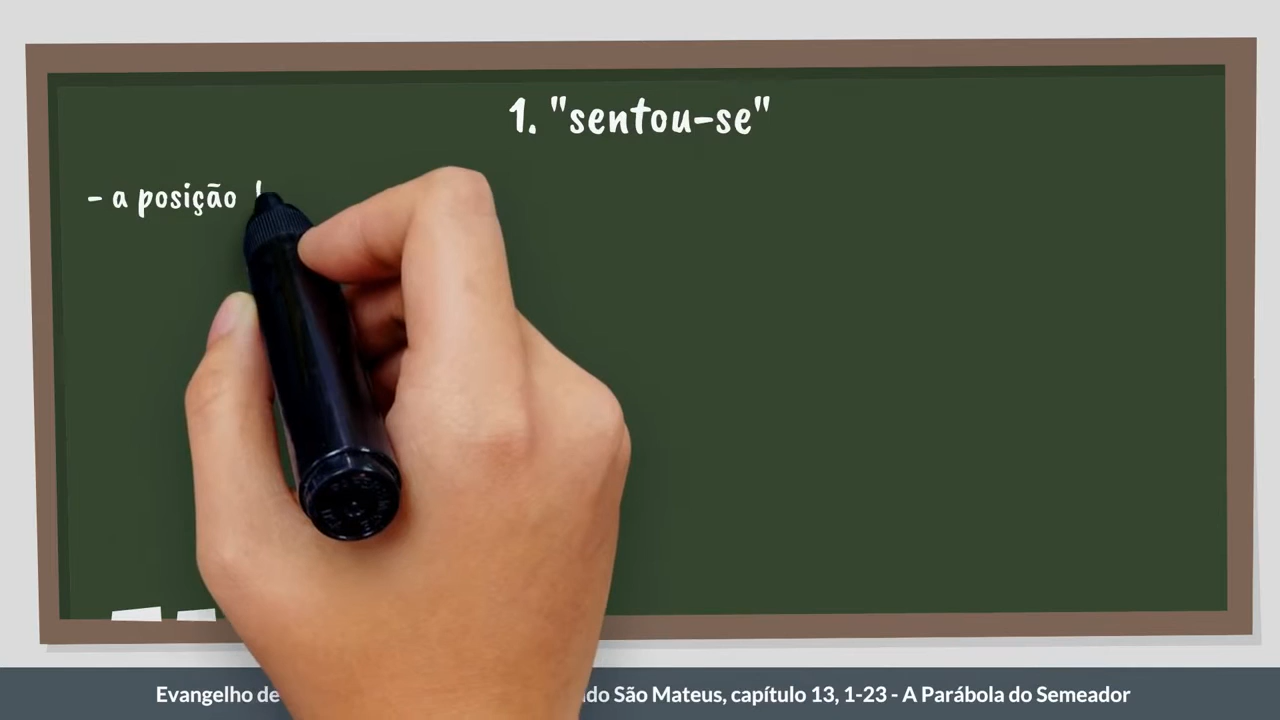 1. "sentou-se"
- a posição
Evangelho de do São Mateus, capítulo 13, 1-23 - A Parábola do Semeador